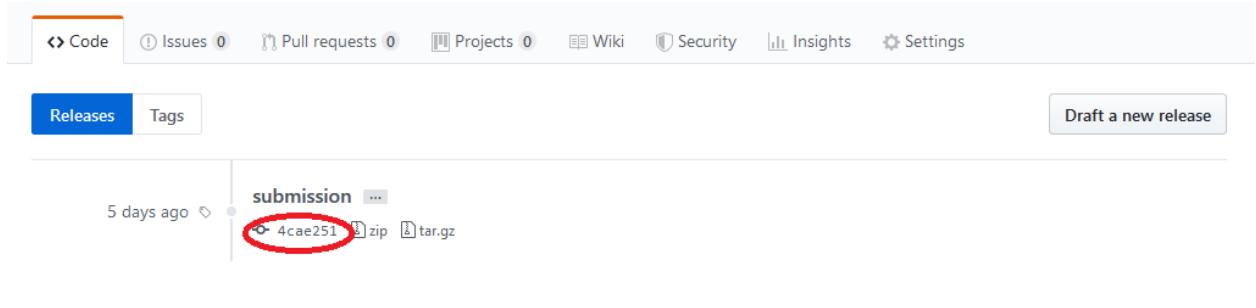 <> Code Issues 0 Pull requests 0 Projects 0 Wiki Security Insights Settings
Releases Tags Draft a new release
submission ...
5 days ago
4cae251 zip tar.gz